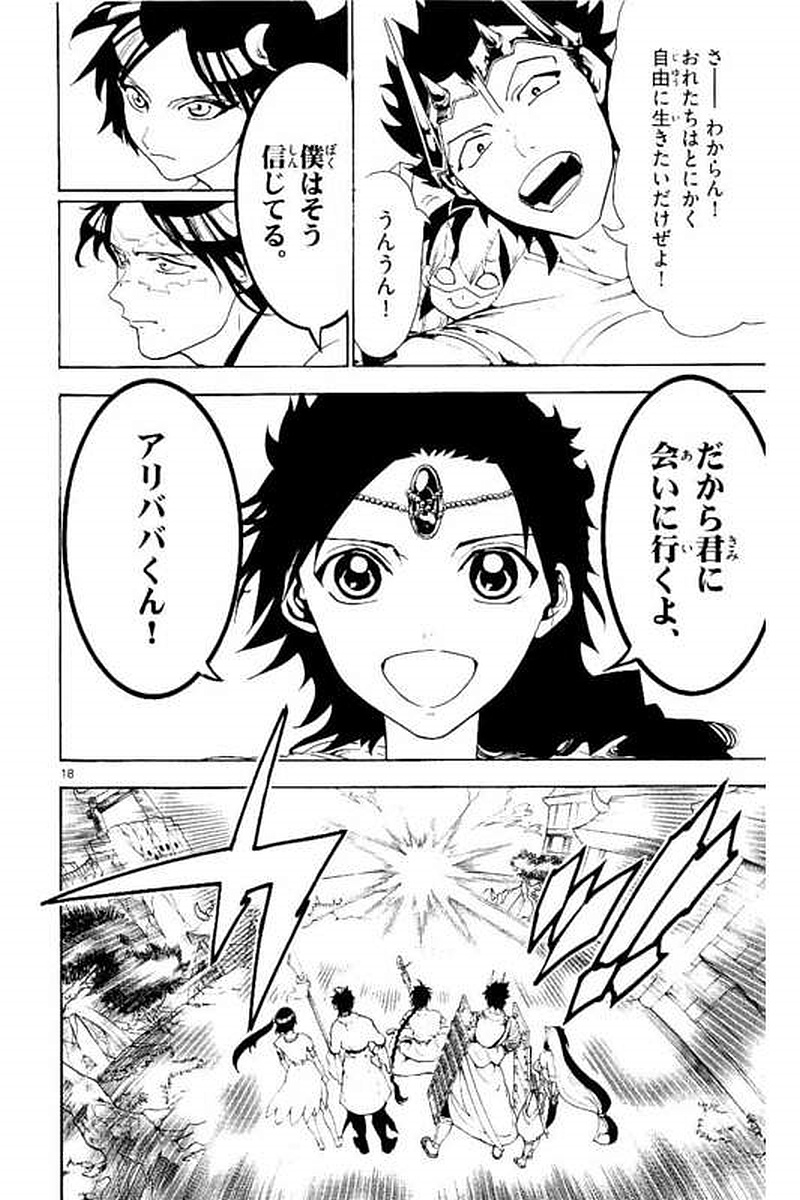 さ――わからん！
おれたちはとにかく
自由に生きたいだけぜよ！
うんうん！
僕はそう
信じてる。
だから君に
会いに行くよ、
アリババくん！
18
カッ!!!